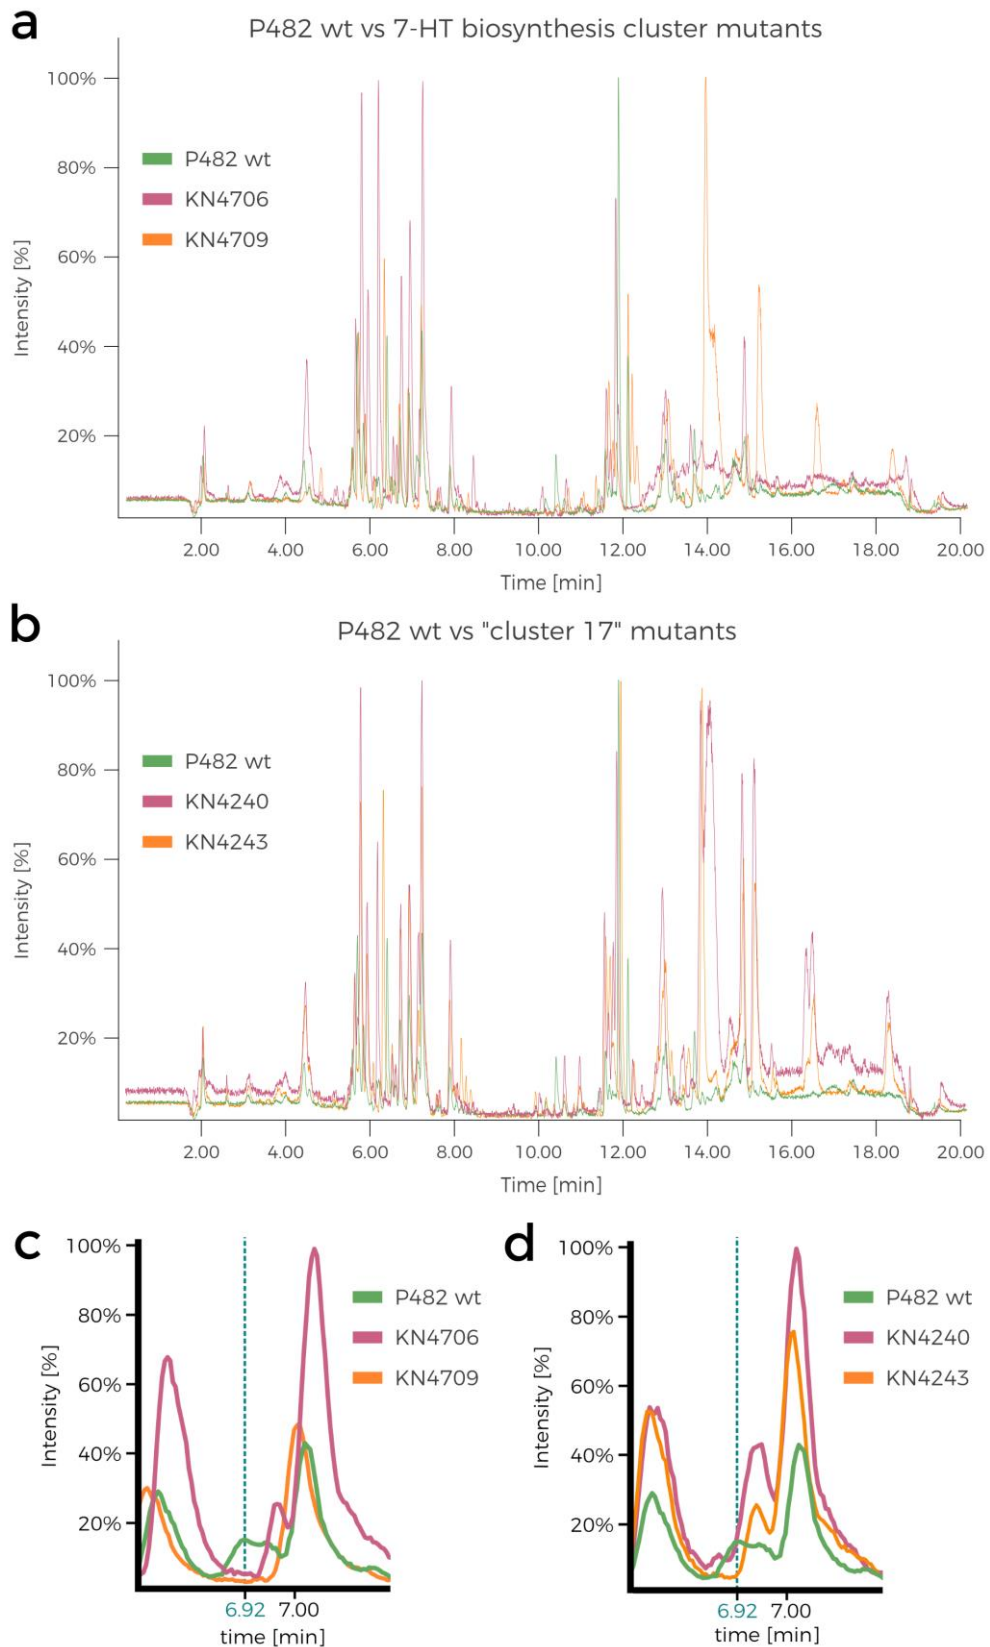 a
P482 wt vs 7-HT biosynthesis cluster mutants
100%
80%
60%
40%
20%
Intensity [%]
P482 wt
KN4706
KN4709
2.00 4.00 6.00 8.00 10.00 12.00 14.00 16.00 18.00 20.00
Time [min]
b
P482 wt vs "cluster 17" mutants
100%
80%
60%
40%
20%
Intensity [%]
P482 wt
KN4240
KN4243
2.00 4.00 6.00 8.00 10.00 12.00 14.00 16.00 18.00 20.00
Time [min]
c
100%
80%
60%
40%
20%
Intensity [%]
P482 wt
KN4706
KN4709
6.92 7.00
time [min]
d
100%
80%
60%
40%
20%
Intensity [%]
P482 wt
KN4240
KN4243
6.92 7.00
time [min]